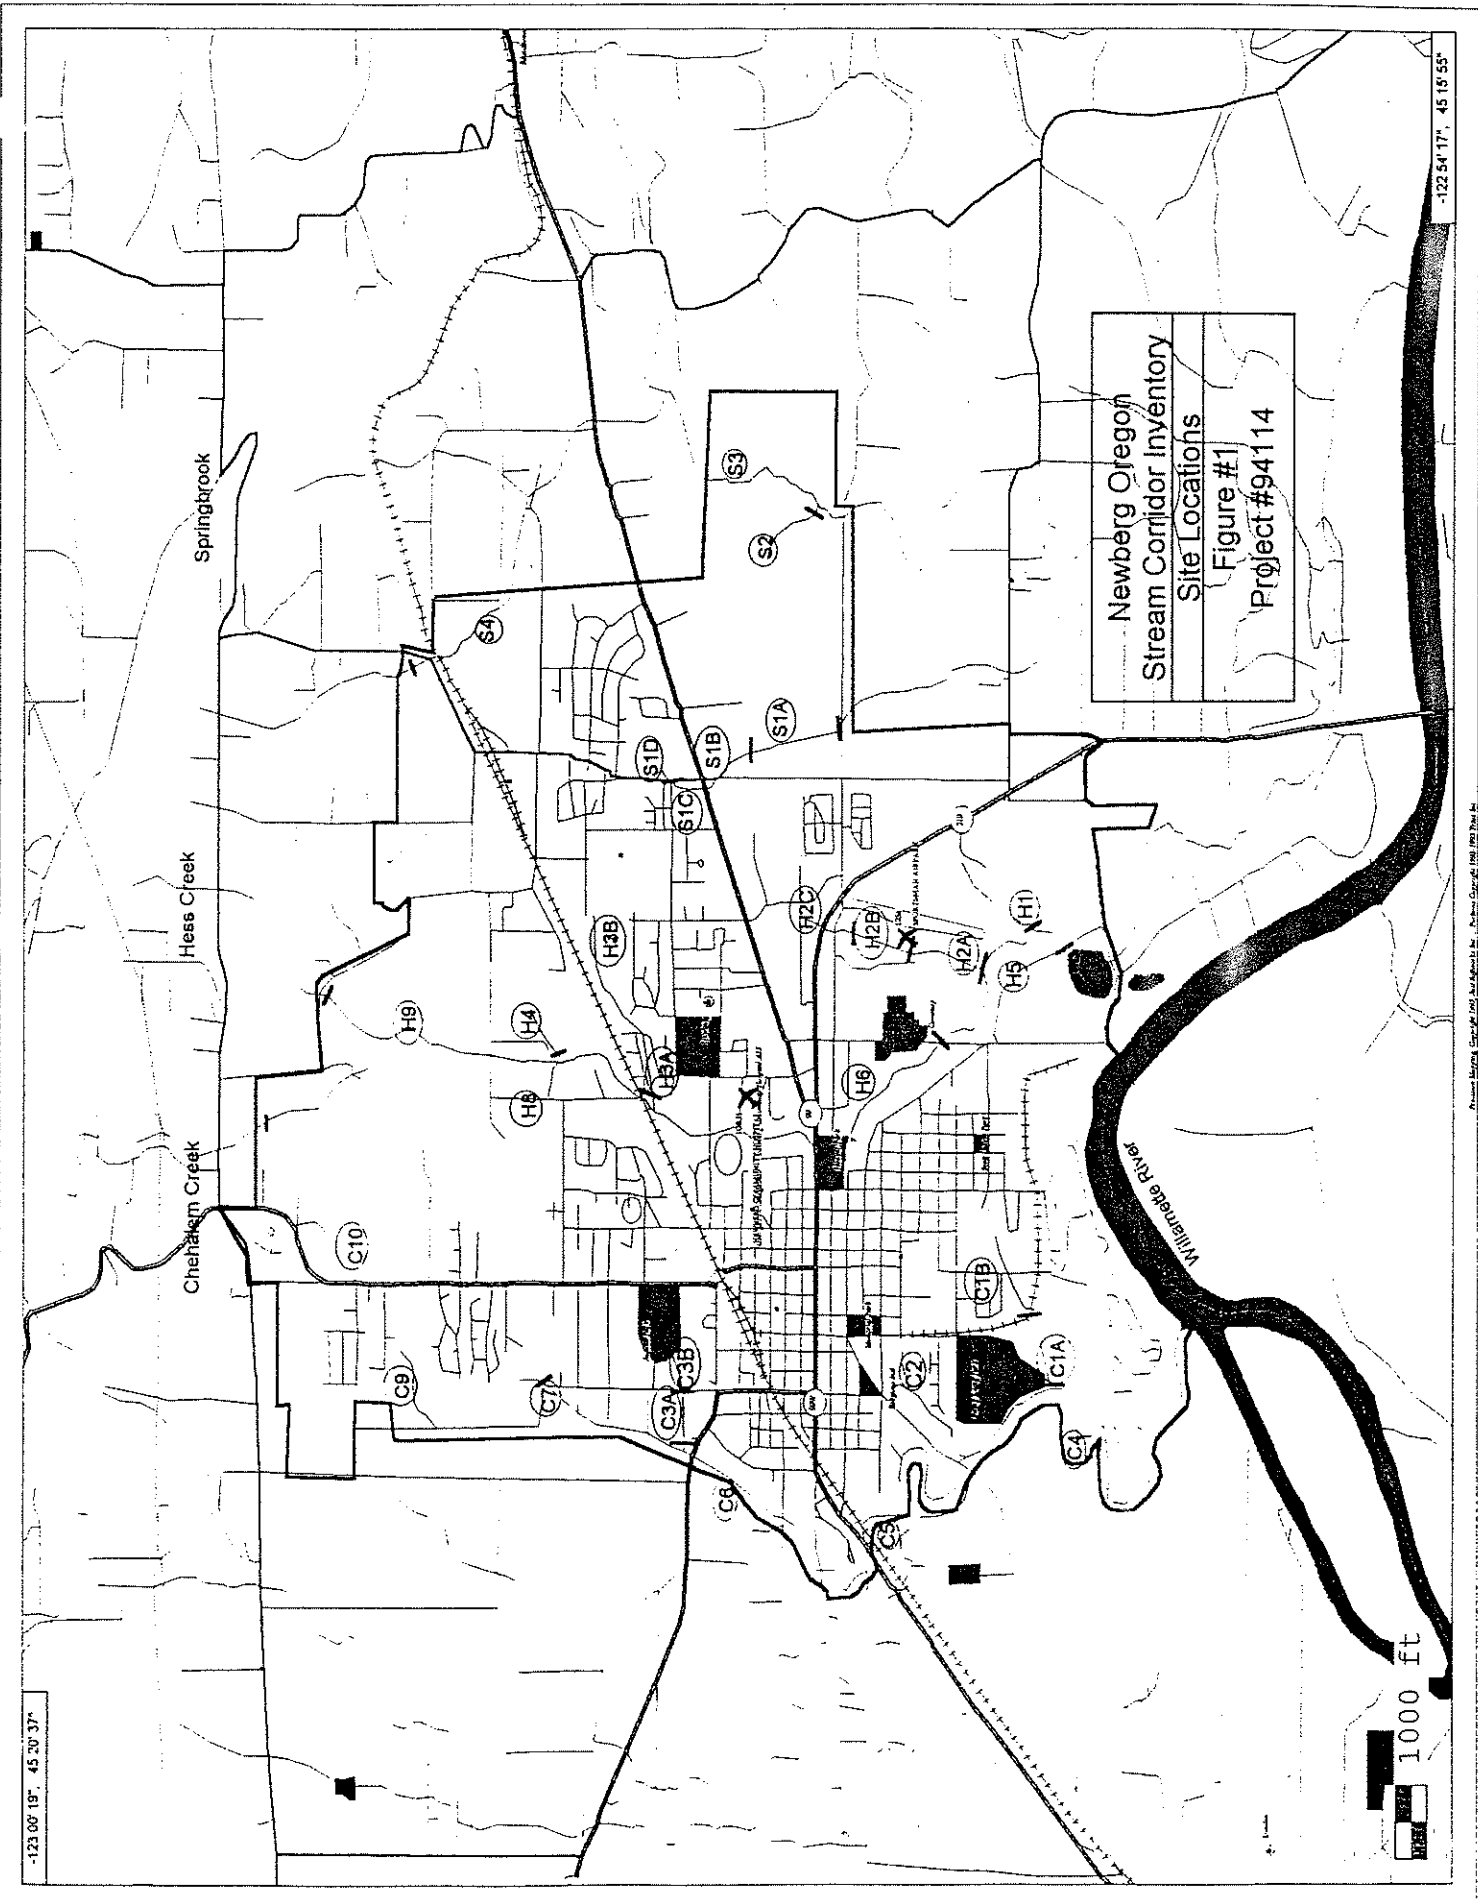 -123 00' 19", 45 20' 37"
Chehalem Creek
Hess Creek
Springbrook
C10
C9
C7
C3A
C3B
C6
C5
C2
C1B
C1A
C4
H9
H4
H8
H3A
H3B
H6
H2C
H2B
H2A
H5
H1
S4
S1D
S1C
S1B
S1A
S2
S3
SPORTSMAN AIRPARK
Willamette River
Newberg Oregon
Stream Corridor Inventory
Site Locations
Figure #1
Project #94114
1000 ft
-122 54' 17", 45 15' 55"